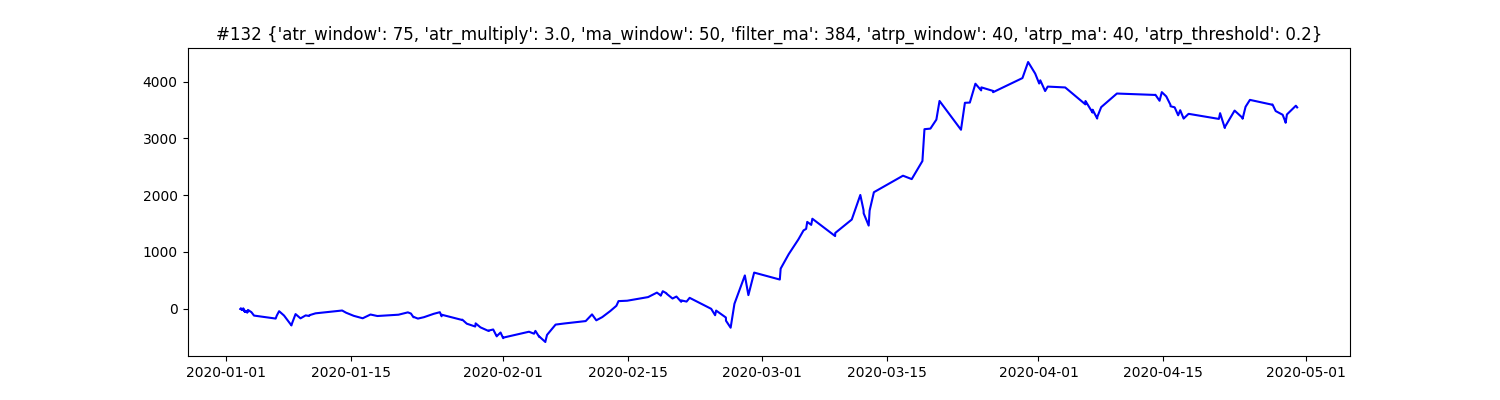 #132 {'atr_window': 75, 'atr_multiply': 3.0, 'ma_window': 50, 'filter_ma': 384, 'atrp_window': 40, 'atrp_ma': 40, 'atrp_threshold': 0.2}
4000
3000
2000
1000
0
2020-01-01 2020-01-15 2020-02-01 2020-02-15 2020-03-01 2020-03-15 2020-04-01 2020-04-15 2020-05-01